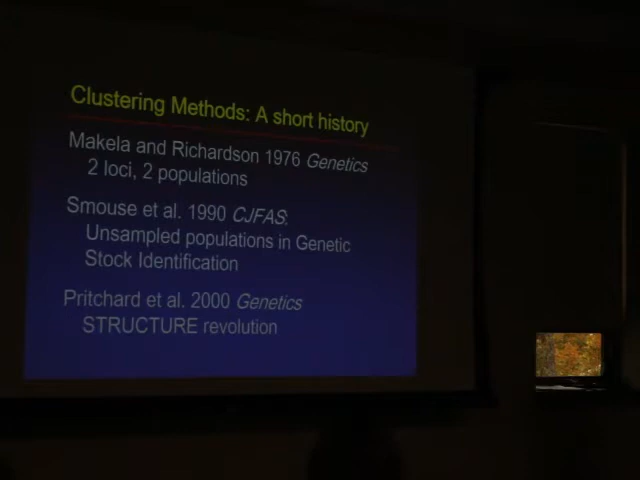 Clustering Methods: A short history
Makela and Richardson 1976 Genetics
2 loci, 2 populations
Smouse et al. 1990 CJFAS:
Unsampled populations in Genetic
Stock Identification
Pritchard et al. 2000 Genetics
STRUCTURE revolution